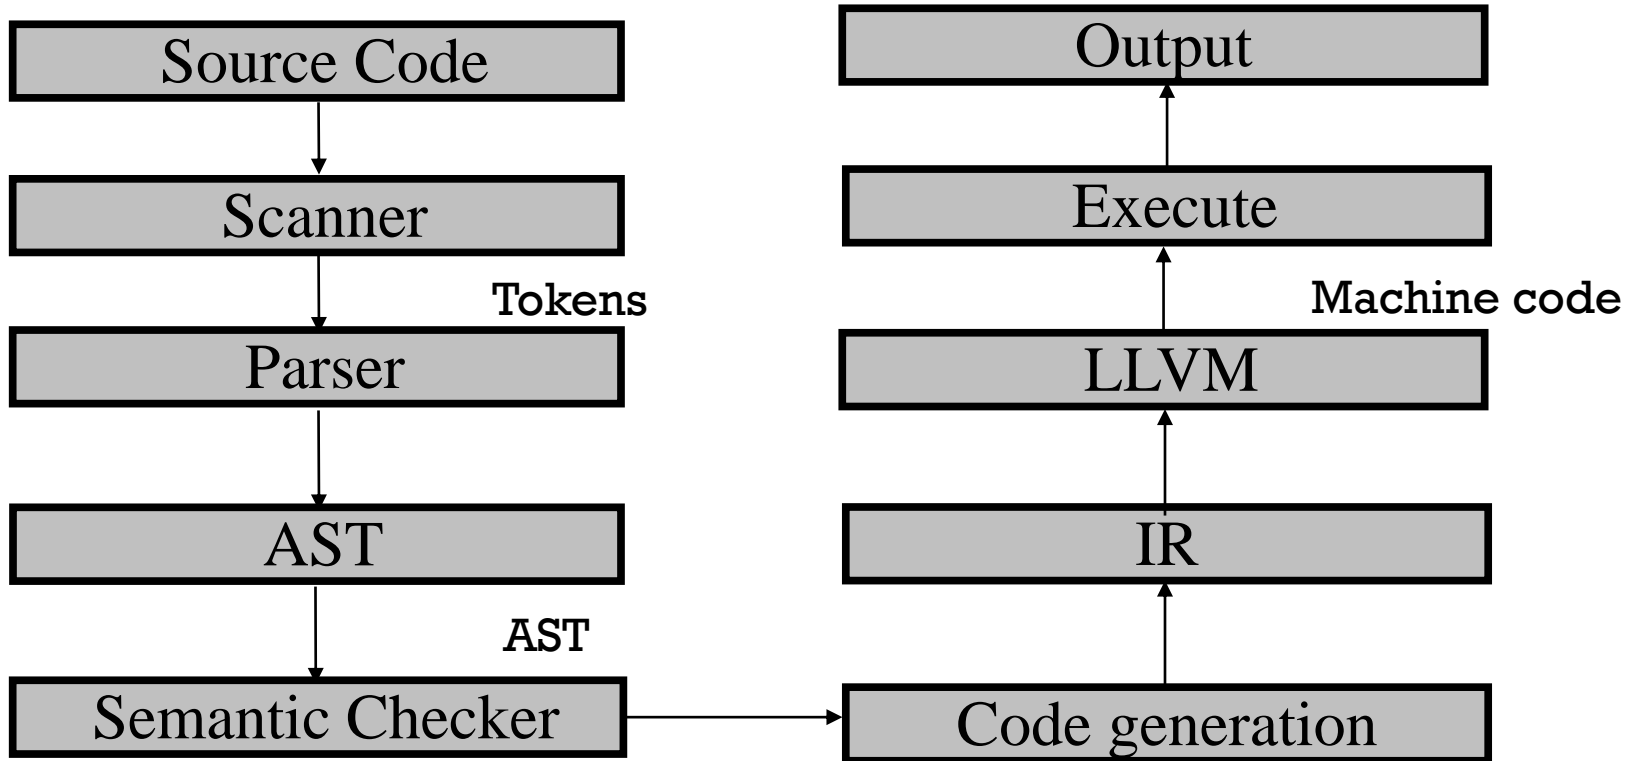 Source Code
Scanner
Tokens
Parser
AST
AST
Semantic Checker
Output
Execute
Machine code
LLVM
IR
Code generation